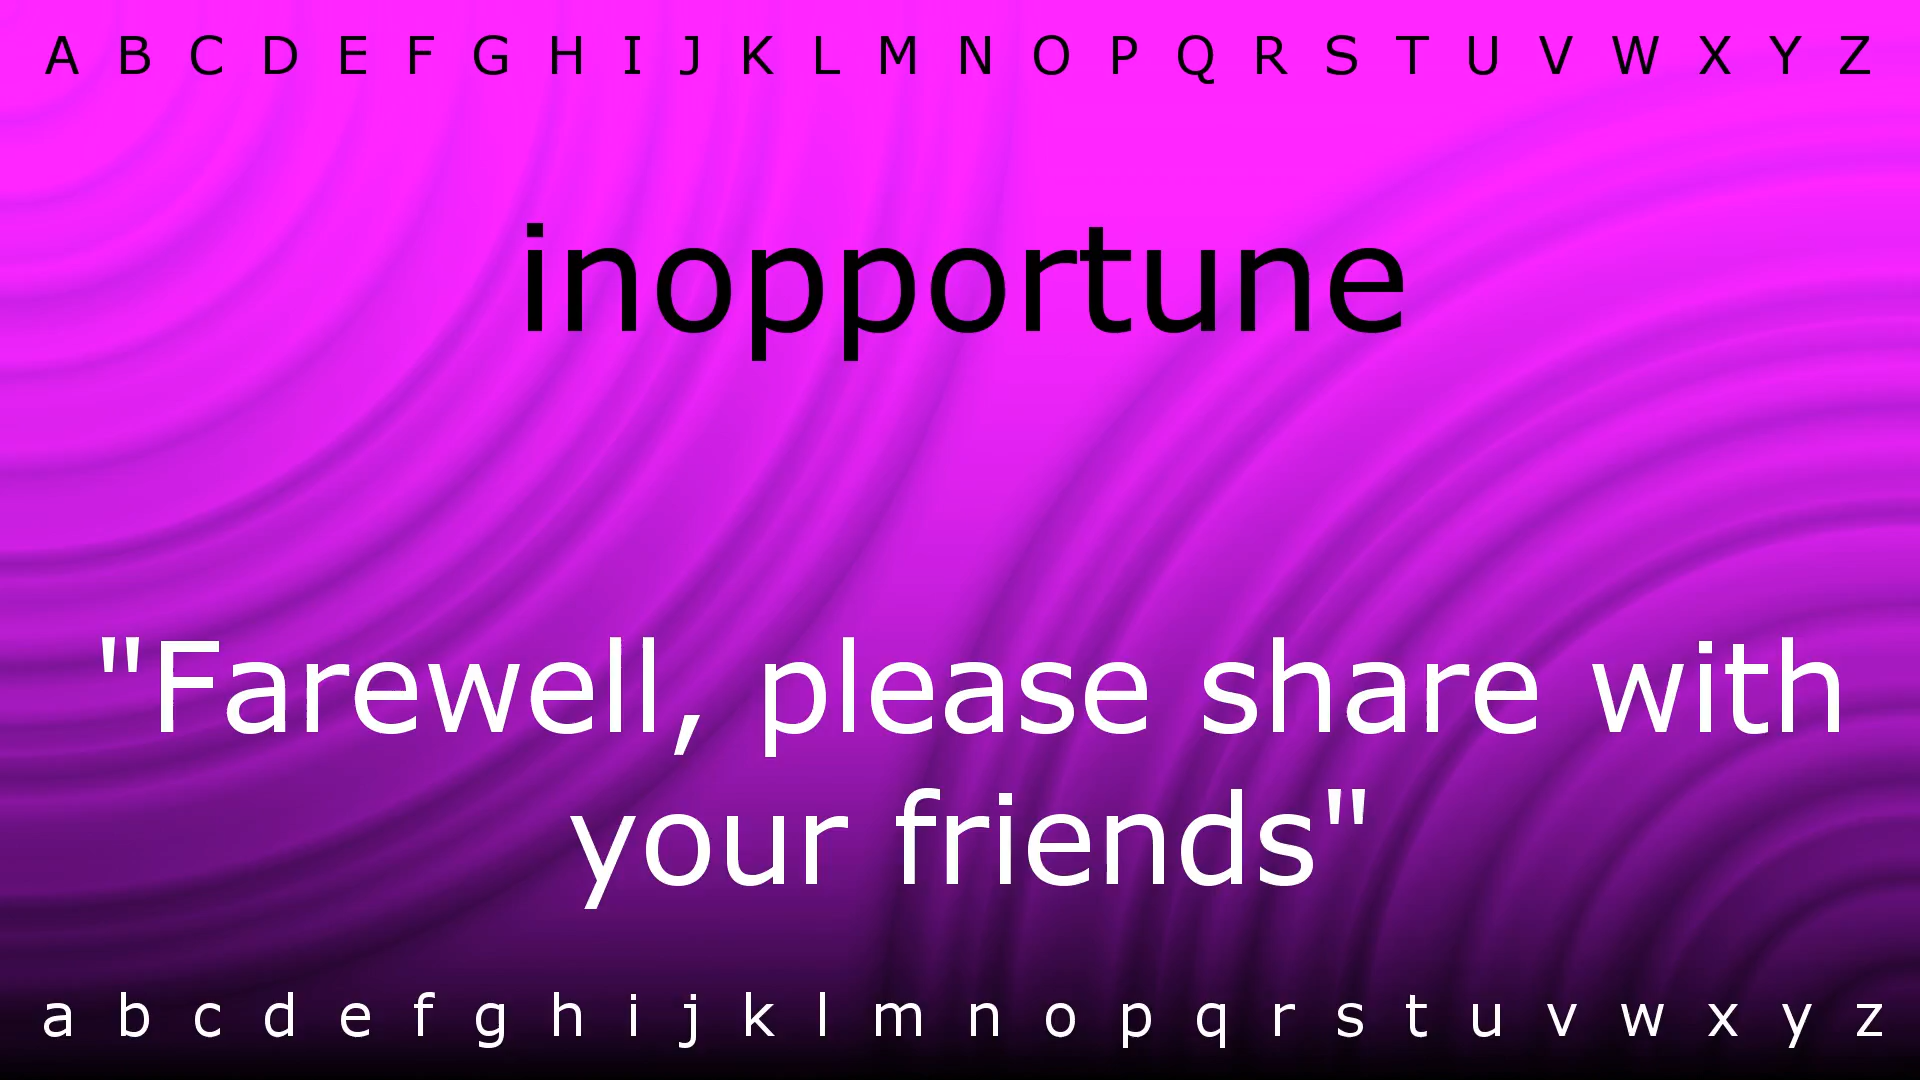 A B C D E F G H I J K L M N O P Q R S T U V W X Y Z
inopportune
"Farewell, please share with
your friends"
a b c d e f g h i j k l m n o p q r s t u v w x y z